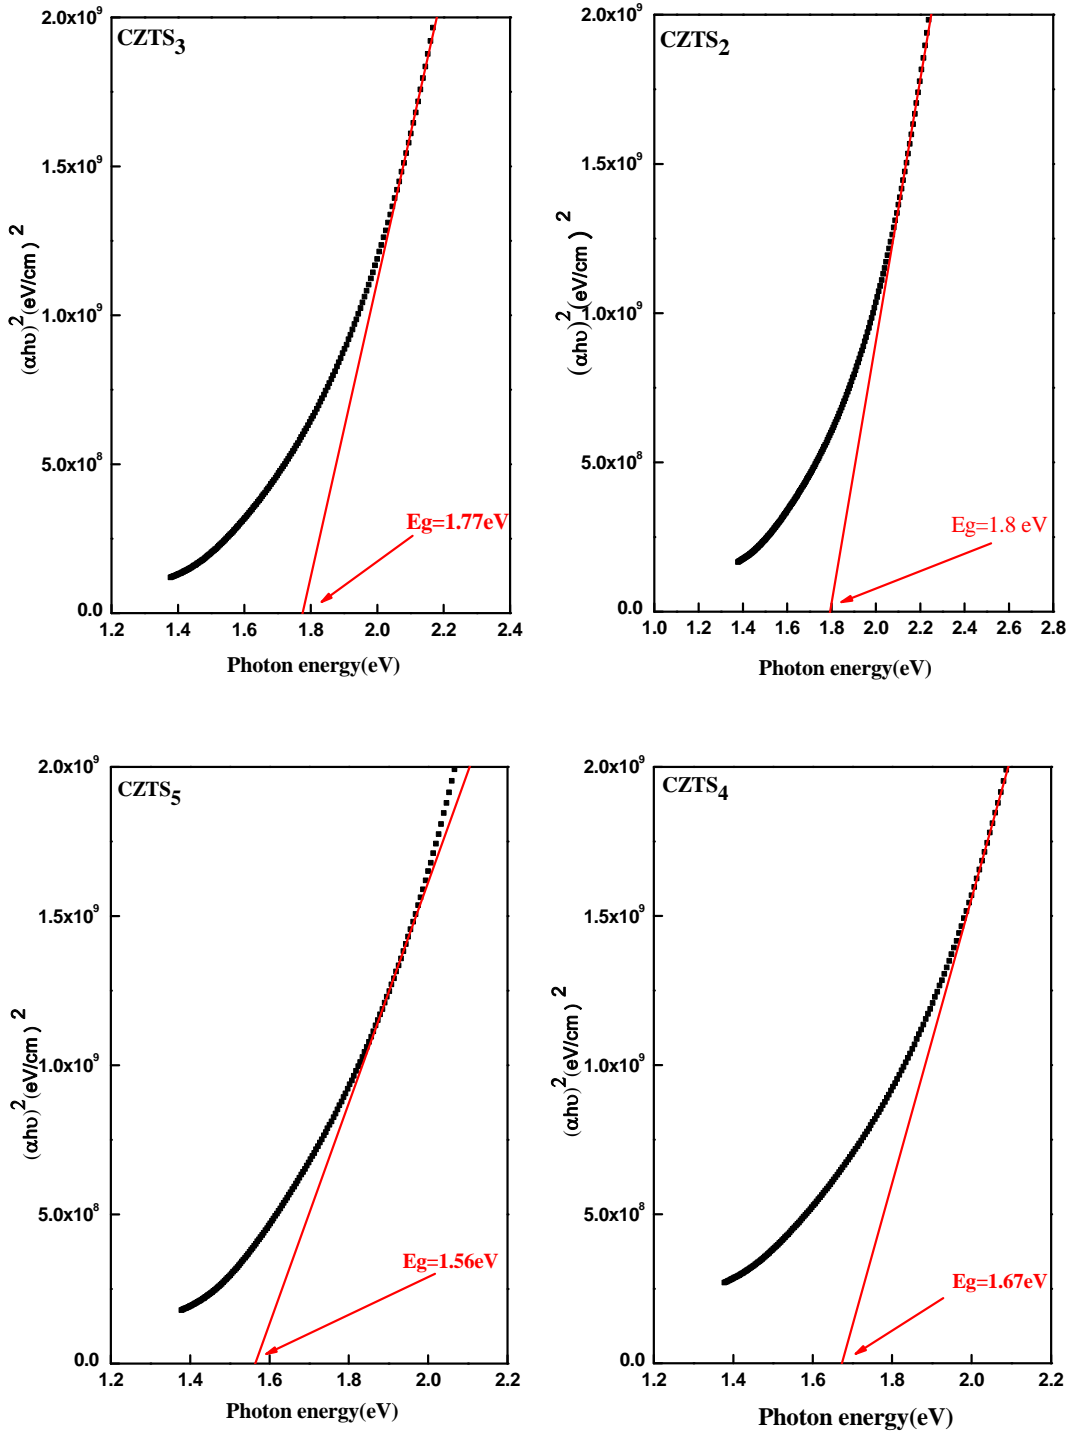 CZTS3
2.0x10^9
1.5x10^9
1.0x10^9
5.0x10^8
0.0
(αhυ)^2(eV/cm)^2
Eg=1.77eV
1.2 1.4 1.6 1.8 2.0 2.2 2.4
Photon energy(eV)
CZTS2
2.0x10^9
1.5x10^9
1.0x10^9
5.0x10^8
0.0
(αhυ)^2(eV/cm)^2
Eg=1.8 eV
1.0 1.2 1.4 1.6 1.8 2.0 2.2 2.4 2.6 2.8
Photon energy(eV)
CZTS5
2.0x10^9
1.5x10^9
1.0x10^9
5.0x10^8
0.0
(αhυ)^2(eV/cm)^2
Eg=1.56eV
1.2 1.4 1.6 1.8 2.0 2.2
Photon energy(eV)
CZTS4
2.0x10^9
1.5x10^9
1.0x10^9
5.0x10^8
0.0
(αhυ)^2(eV/cm)^2
Eg=1.67eV
1.2 1.4 1.6 1.8 2.0 2.2
Photon energy(eV)